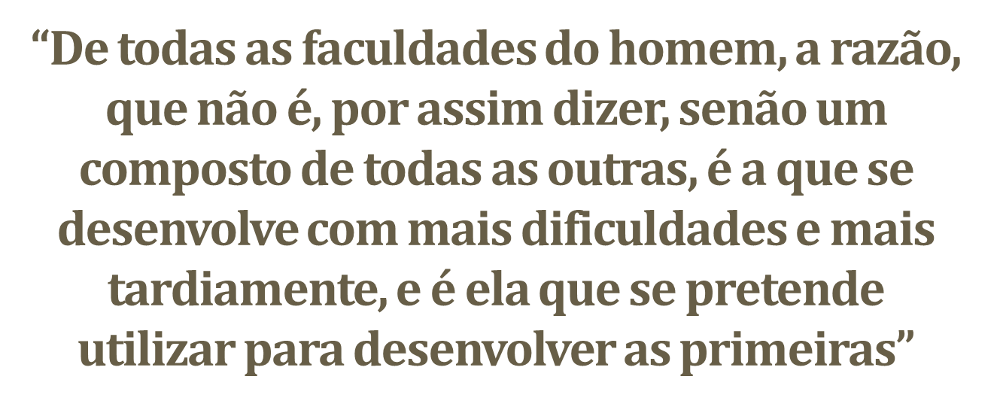 “De todas as faculdades do homem, a razão,
que não é, por assim dizer, senão um
composto de todas as outras, é a que se
desenvolve com mais dificuldades e mais
tardiamente, e é ela que se pretende
utilizar para desenvolver as primeiras”